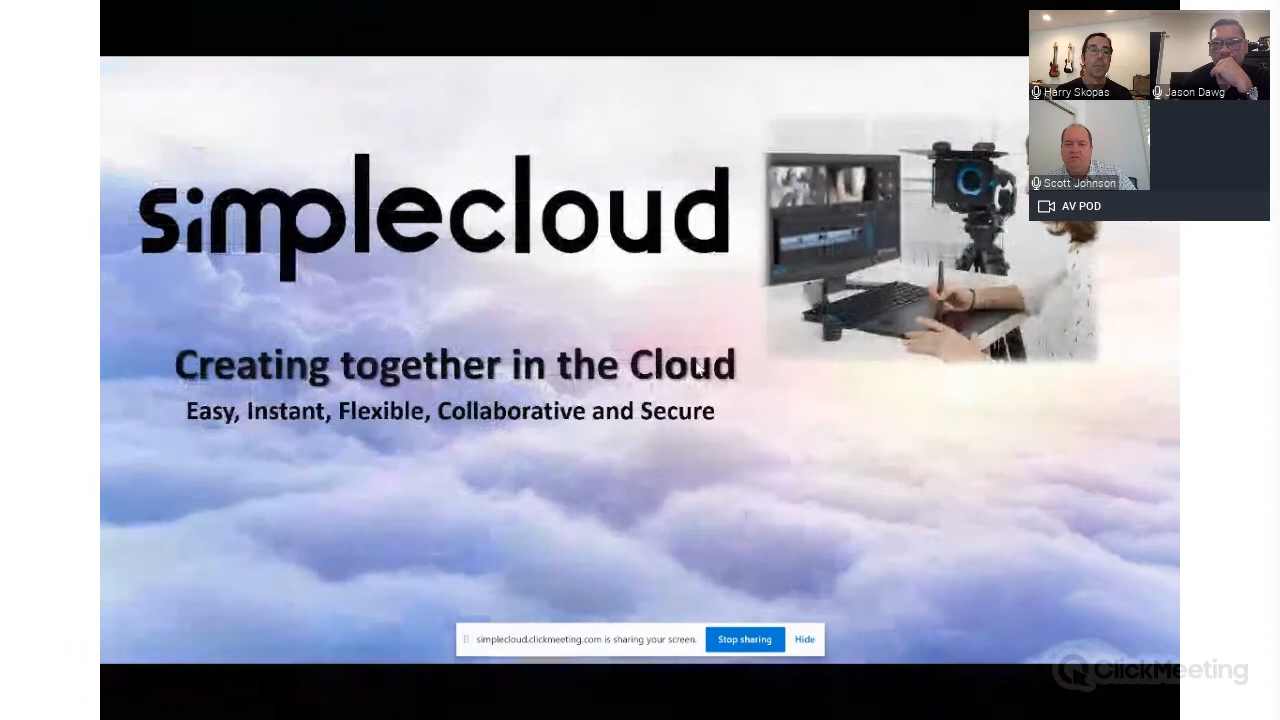 simplecloud
Creating together in the Cloud
Easy, Instant, Flexible, Collaborative and Secure
Harry Skopas
Jason Dawg
Scott Johnson
AV POD
simplecloud.clickmeeting.com is sharing your screen.
Stop sharing
Hide
ClickMeeting